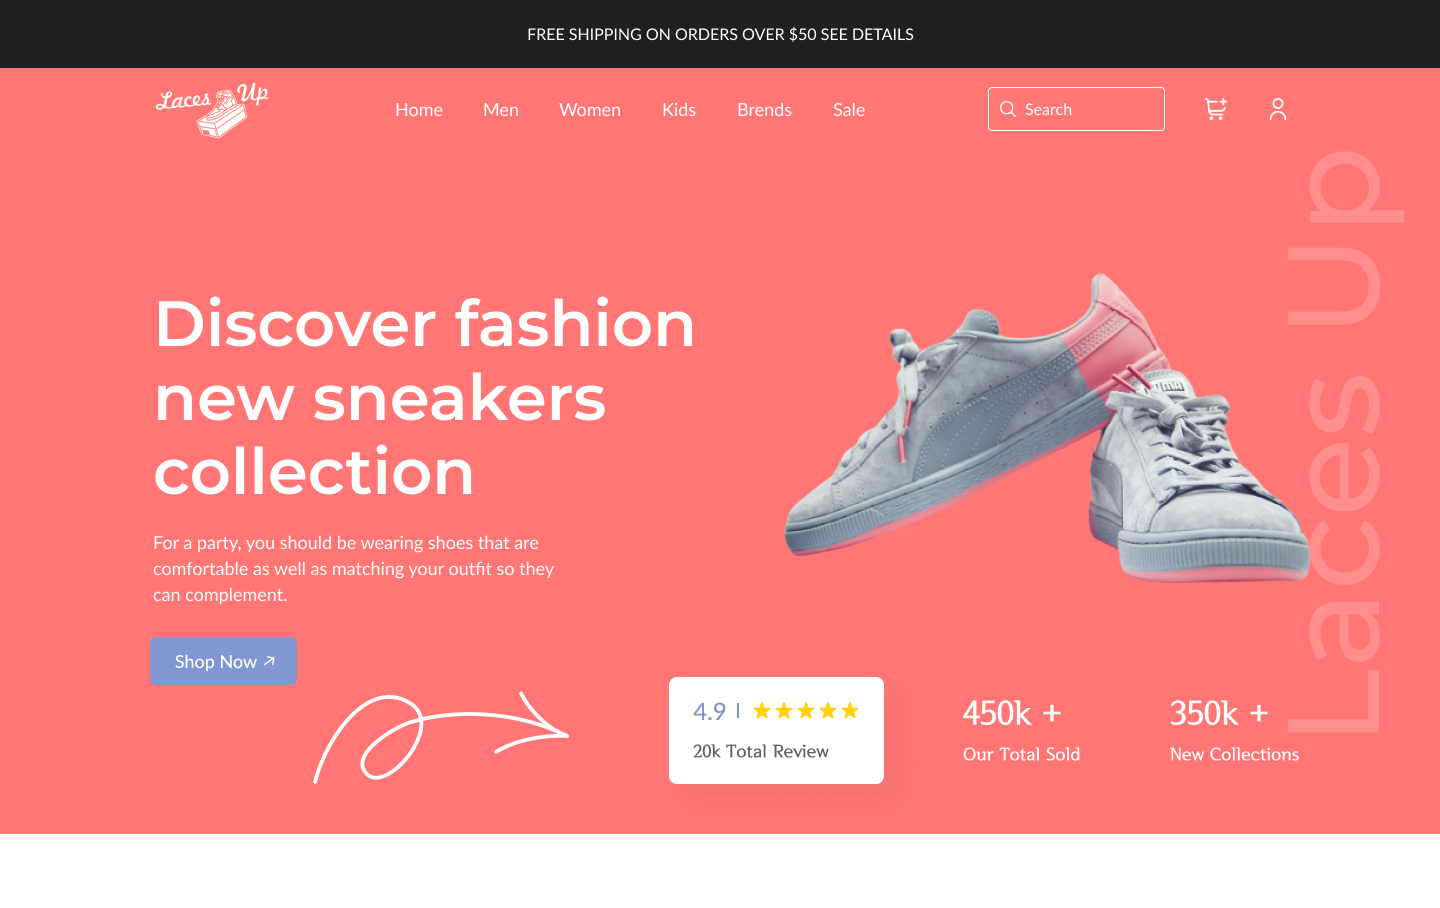 FREE SHIPPING ON ORDERS OVER $50 SEE DETAILS
Laces Up
Home Men Women Kids Brends Sale
Search
Discover fashion
new sneakers
collection
For a party, you should be wearing shoes that are
comfortable as well as matching your outfit so they
can complement.
Shop Now
4.9
20k Total Review
450k +
Our Total Sold
350k +
New Collections
Laces Up